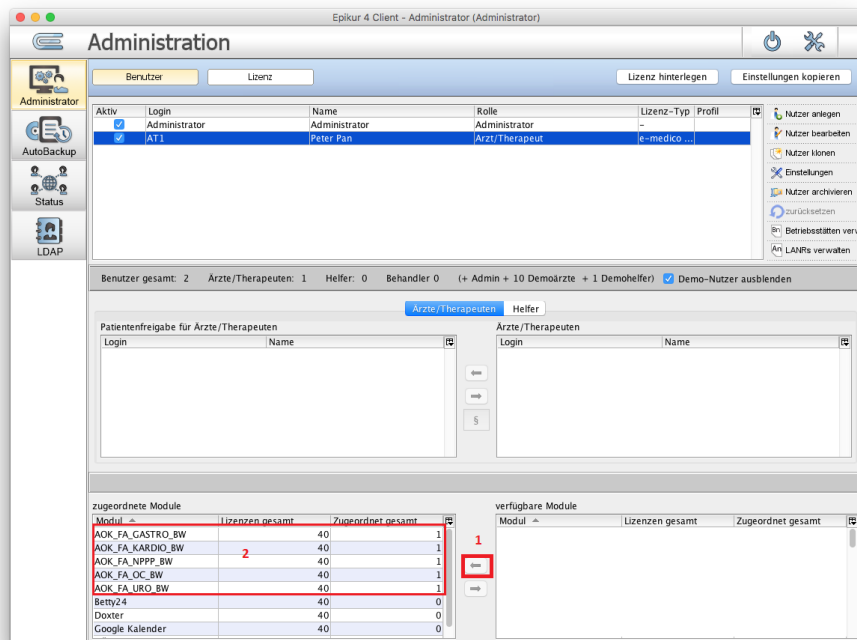 Epikur 4 Client - Administrator (Administrator)
Administration
Administrator
AutoBackup
Status
LDAP
Benutzer Lizenz Lizenz hinterlegen Einstellungen kopieren
Aktiv Login Name Rolle Lizenz-Typ Profil
Administrator Administrator Administrator -
AT1 Peter Pan Arzt/Therapeut e-medico ...
Nutzer anlegen
Nutzer bearbeiten
Nutzer klonen
Einstellungen
Nutzer archivieren
zurücksetzen
Bn Betriebsstätten verv
An LANRs verwalten
Benutzer gesamt: 2 Ärzte/Therapeuten: 1 Helfer: 0 Behandler 0 (+ Admin + 10 Demoärzte + 1 Demohelfer) Demo-Nutzer ausblenden
Ärzte/Therapeuten Helfer
Patientenfreigabe für Ärzte/Therapeuten
Login Name
Ärzte/Therapeuten
Login Name
§
zugeordnete Module
Modul Lizenzen gesamt Zugeordnet gesamt
AOK_FA_GASTRO_BW 40 1
AOK_FA_KARDIO_BW 40 1
AOK_FA_NPPP_BW 40 1
AOK_FA_OC_BW 40 1
AOK_FA_URO_BW 40 1
Betty24 40 0
Doxter 40 0
Google Kalender 40 0
2
1
verfügbare Module
Modul Lizenzen gesamt Zugeordnet gesamt